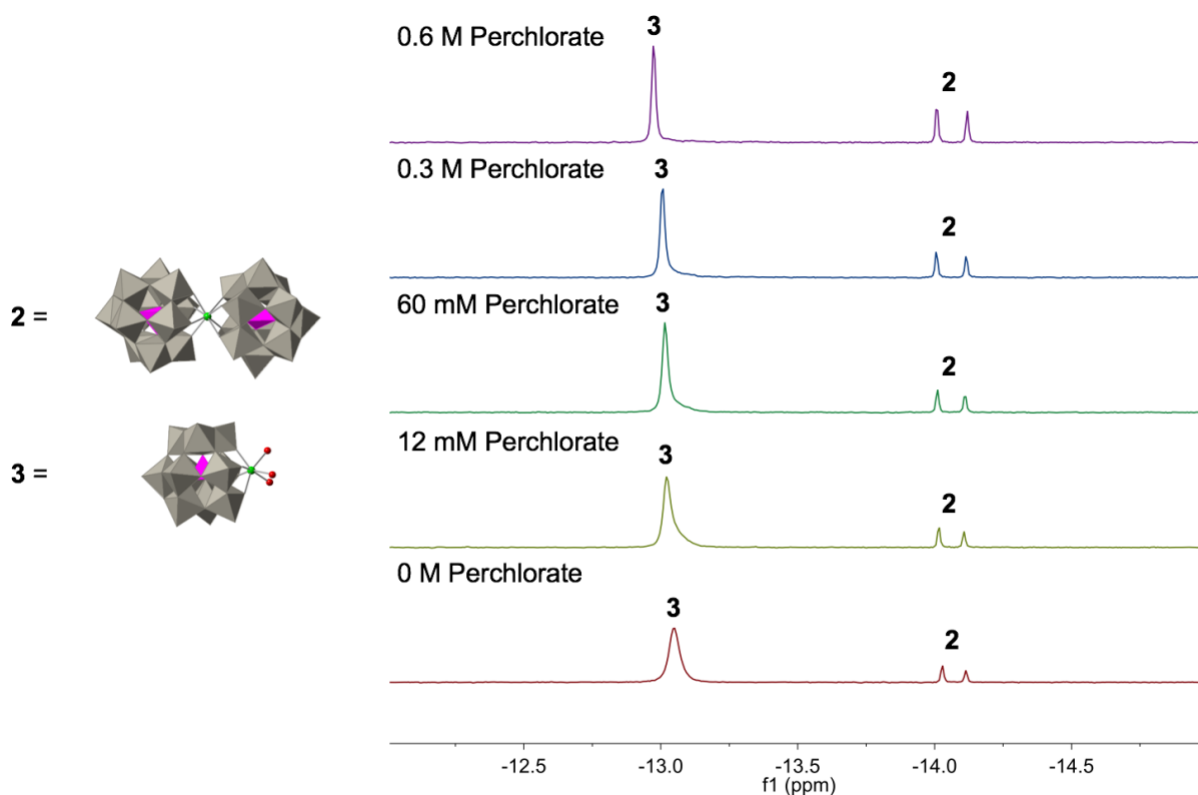 0.6 M Perchlorate
3
2
0.3 M Perchlorate
3
2
60 mM Perchlorate
3
2
2 =
12 mM Perchlorate
3
2
3 =
0 M Perchlorate
3
2
-12.5 -13.0 -13.5 -14.0 -14.5
f1 (ppm)